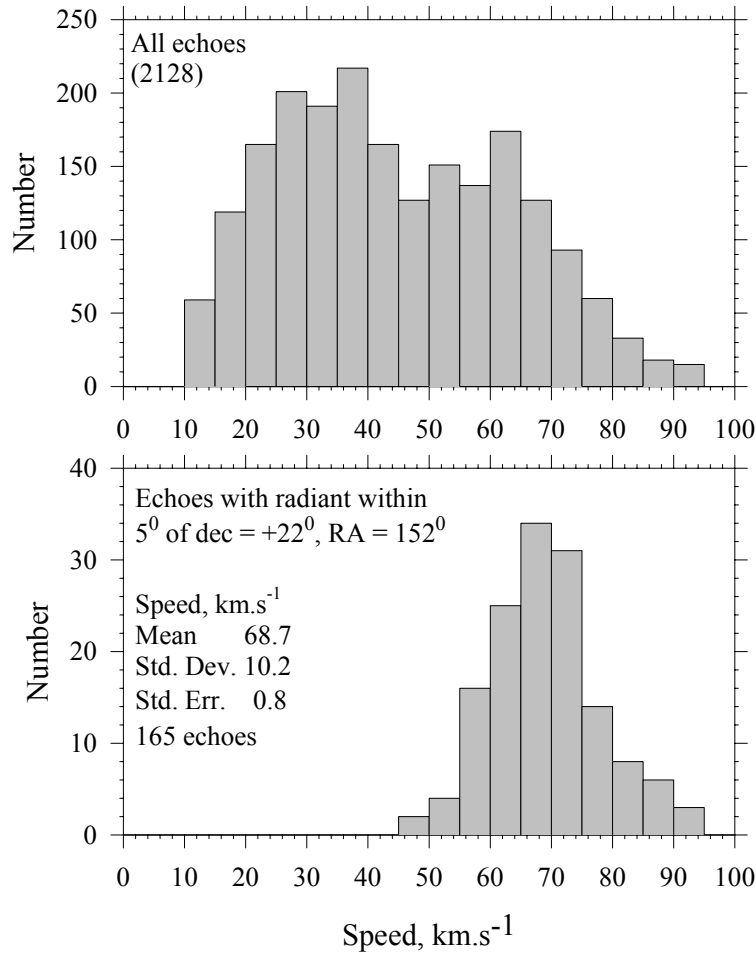 250
200
150
100
50
0
Number
All echoes
(2128)
0 10 20 30 40 50 60 70 80 90 100
40
30
20
10
0
Number
Echoes with radiant within
5⁰ of dec = +22⁰, RA = 152⁰
Speed, km.s⁻¹
Mean 68.7
Std. Dev. 10.2
Std. Err. 0.8
165 echoes
0 10 20 30 40 50 60 70 80 90 100
Speed, km.s⁻¹